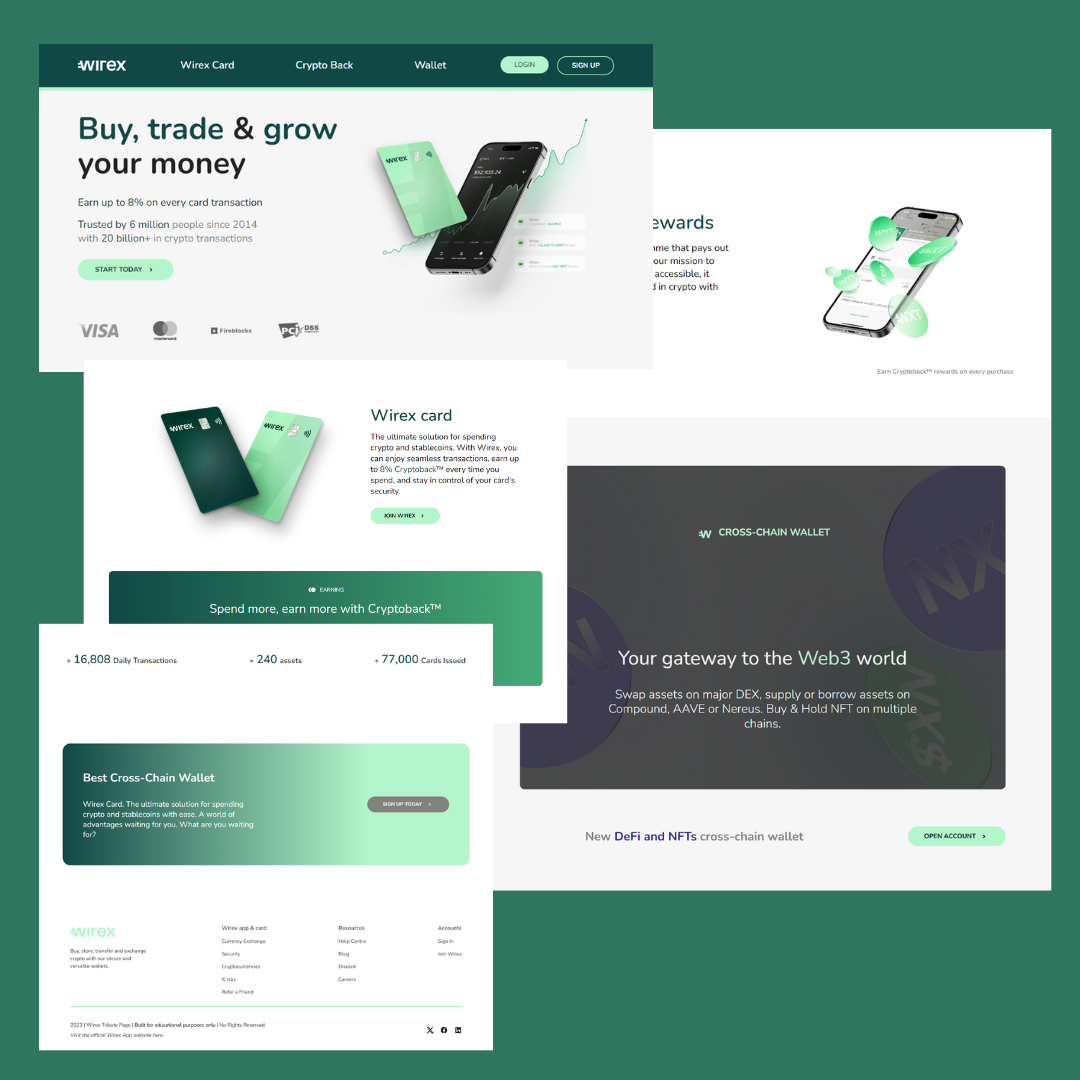 wirex
Wirex Card
Crypto Back
Wallet
LOGIN
SIGN UP
Buy, trade & grow
your money
Earn up to 8% on every card transaction
Trusted by 6 million people since 2014
with 20 billion+ in crypto transactions
START TODAY ›
wirex
$62,935.24
VISA
mastercard
Fireblocks
PCI DSS
ewards
nme that pays out
our mission to
accessible, it
d in crypto with
WXT
WXT
WXT
Earn Cryptoback™ rewards on every purchase
wirex
wirex
Wirex card
The ultimate solution for spending
crypto and stablecoins. With Wirex, you
can enjoy seamless transactions, earn up
to 8% Cryptoback™ every time you
spend, and stay in control of your card's
security.
JOIN WIREX ›
EARNING
Spend more, earn more with Cryptoback™
CROSS-CHAIN WALLET
NX
N
NX$
Your gateway to the Web3 world
Swap assets on major DEX, supply or borrow assets on
Compound, AAVE or Nereus. Buy & Hold NFT on multiple
chains.
New DeFi and NFTs cross-chain wallet
OPEN ACCOUNT ›
+ 16,808 Daily Transactions
+ 240 assets
+ 77,000 Cards Issued
Best Cross-Chain Wallet
Wirex Card. The ultimate solution for spending
crypto and stablecoins with ease. A world of
advantages waiting for you. What are you waiting
for?
SIGN UP TODAY ›
wirex
Buy, store, transfer and exchange
crypto with our secure and
versatile wallets.
Wirex app & card
Currency Exchange
Security
Cryptocurrencies
X-tras
Refer a Friend
Resources
Help Centre
Blog
Discord
Careers
Accounts
Sign In
Join Wirex
2023 | Wirex Tribute Page | Built for educational purposes only | No Rights Reserved.
Visit the official Wirex App website here.